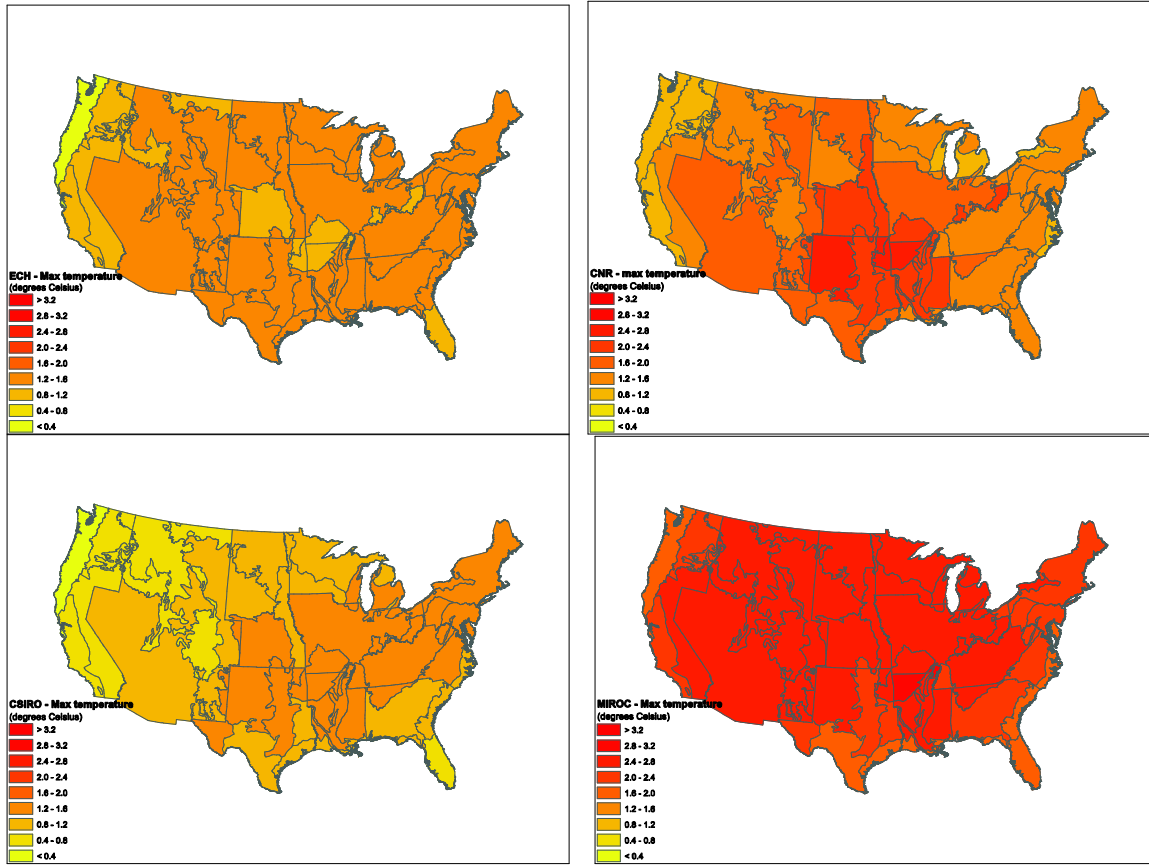 ECH - Max temperature
(degrees Celsius)
> 3.2
2.8 - 3.2
2.4 - 2.8
2.0 - 2.4
1.6 - 2.0
1.2 - 1.6
0.8 - 1.2
0.4 - 0.8
< 0.4
CNR - max temperature
(degrees Celsius)
> 3.2
2.8 - 3.2
2.4 - 2.8
2.0 - 2.4
1.6 - 2.0
1.2 - 1.6
0.8 - 1.2
0.4 - 0.8
< 0.4
CSIRO - Max temperature
(degrees Celsius)
> 3.2
2.8 - 3.2
2.4 - 2.8
2.0 - 2.4
1.6 - 2.0
1.2 - 1.6
0.8 - 1.2
0.4 - 0.8
< 0.4
MIROC - Max temperature
(degrees Celsius)
> 3.2
2.8 - 3.2
2.4 - 2.8
2.0 - 2.4
1.6 - 2.0
1.2 - 1.6
0.8 - 1.2
0.4 - 0.8
< 0.4